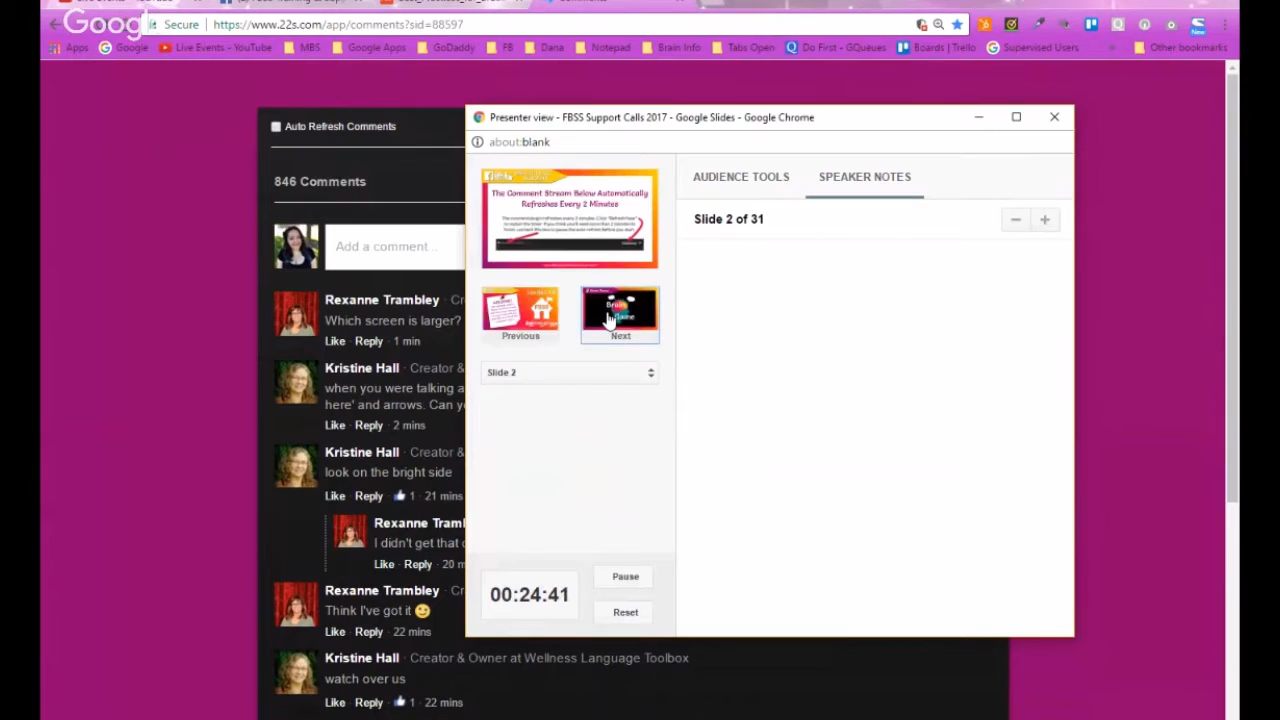 Secure
https://www.22s.com/app/comments?sid=88597
New
Apps
Google
Live Events - YouTube
MBS
Google Apps
GoDaddy
FB
Dana
Notepad
Brain Info
Tabs Open
Do First - GQueues
Boards | Trello
Supervised Users
Other bookmarks
Auto Refresh Comments
846 Comments
Add a comment...
Rexanne Trambley
Which screen is larger?
Like · Reply · 1 min
Kristine Hall · Creator &
when you were talking a
here' and arrows. Can y
Like · Reply · 2 mins
Kristine Hall · Creator &
look on the bright side
Like · Reply · 1 · 21 mins
Rexanne Tram
I didn't get that
Like · Reply · 20 m
Rexanne Trambley
Think I've got it
Like · Reply · 22 mins
Kristine Hall · Creator & Owner at Wellness Language Toolbox
watch over us
Like · Reply · 1 · 22 mins
Presenter view - FBSS Support Calls 2017 - Google Slides - Google Chrome
about:blank
The Comment Stream Below Automatically
Refreshes Every 2 Minutes
FBSS
Previous
Brain
Next
Slide 2
00:24:41
Pause
Reset
AUDIENCE TOOLS
SPEAKER NOTES
Slide 2 of 31